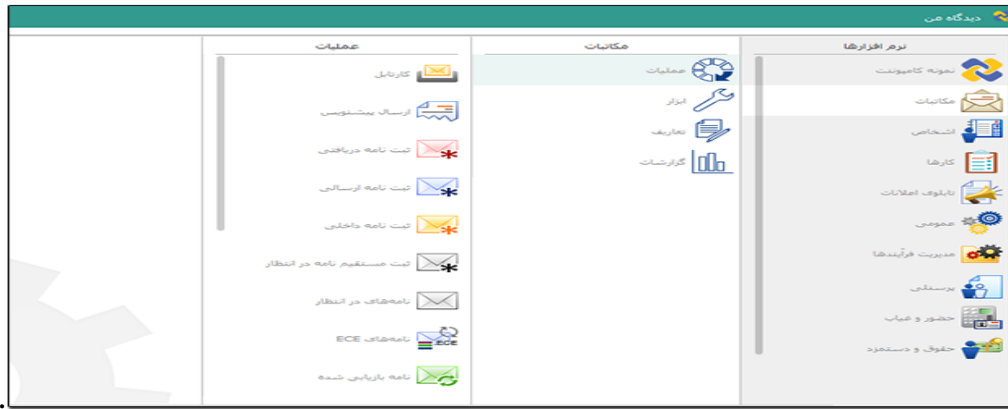 دیدگاه من
نرم افزارها
نمونه کامپوننت
مکاتبات
اشخاص
کارها
تابلوی اعلانات
عمومی
مدیریت فرآیندها
پرسنلی
حضور و غیاب
حقوق و دستمزد
مکاتبات
عملیات
ابزار
تعاریف
گزارشات
عملیات
کارتابل
ارسال پیشنویس
ثبت نامه دریافتی
ثبت نامه ارسالی
ثبت نامه داخلی
ثبت مستقیم نامه در انتظار
نامه‌های در انتظار
نامه‌های ECE
نامه بازیابی شده